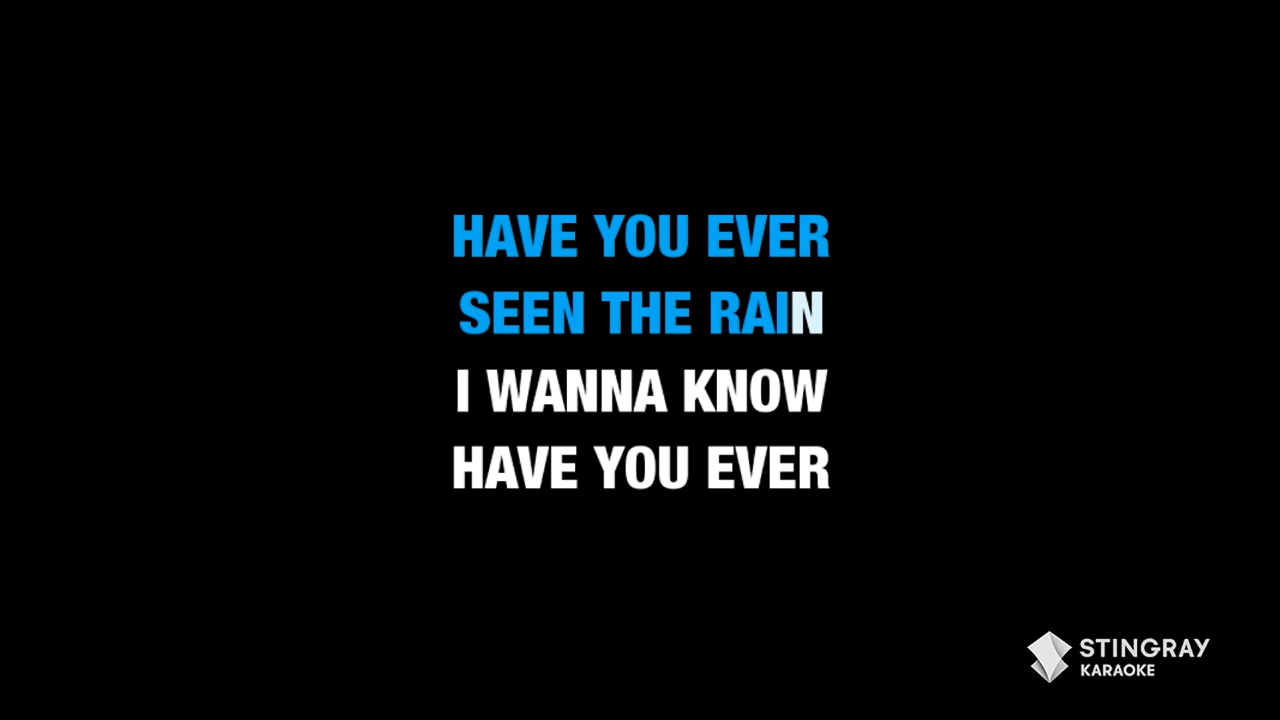 HAVE YOU EVER
SEEN THE RAIN
I WANNA KNOW
HAVE YOU EVER
STINGRAY
KARAOKE